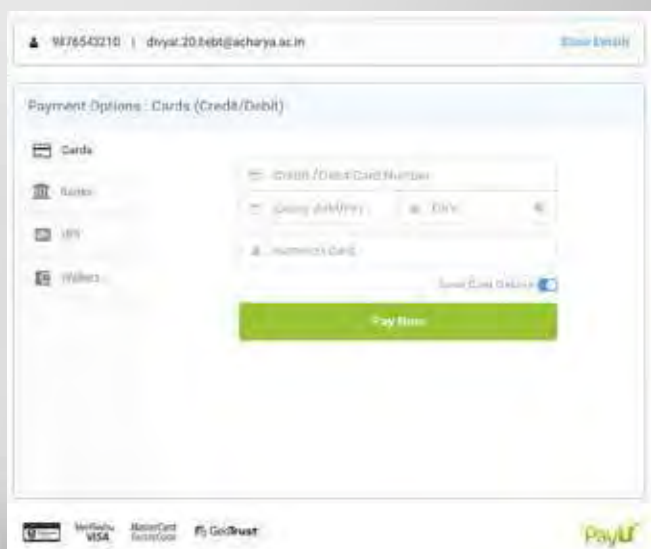 9876543210 | divyar.20.bebt@acharya.ac.in
Show Details
Payment Options : Cards (Credit/Debit)
Cards
Banks
UPI
Wallets
Credit /Debit Card Number
Expiry (MM/YY)
CVV
Name on Card
Save Card Details
Pay Now
Verified by
VISA
MasterCard
SecureCode
GeoTrust
PayU